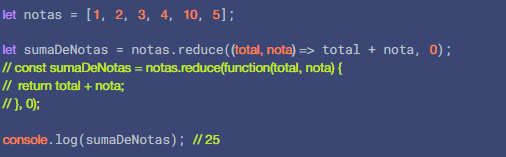 let notas = [1, 2, 3, 4, 10, 5];
let sumaDeNotas = notas.reduce((total, nota) => total + nota, 0);
// const sumaDeNotas = notas.reduce(function(total, nota) {
// return total + nota;
// }, 0);
console.log(sumaDeNotas); // 25